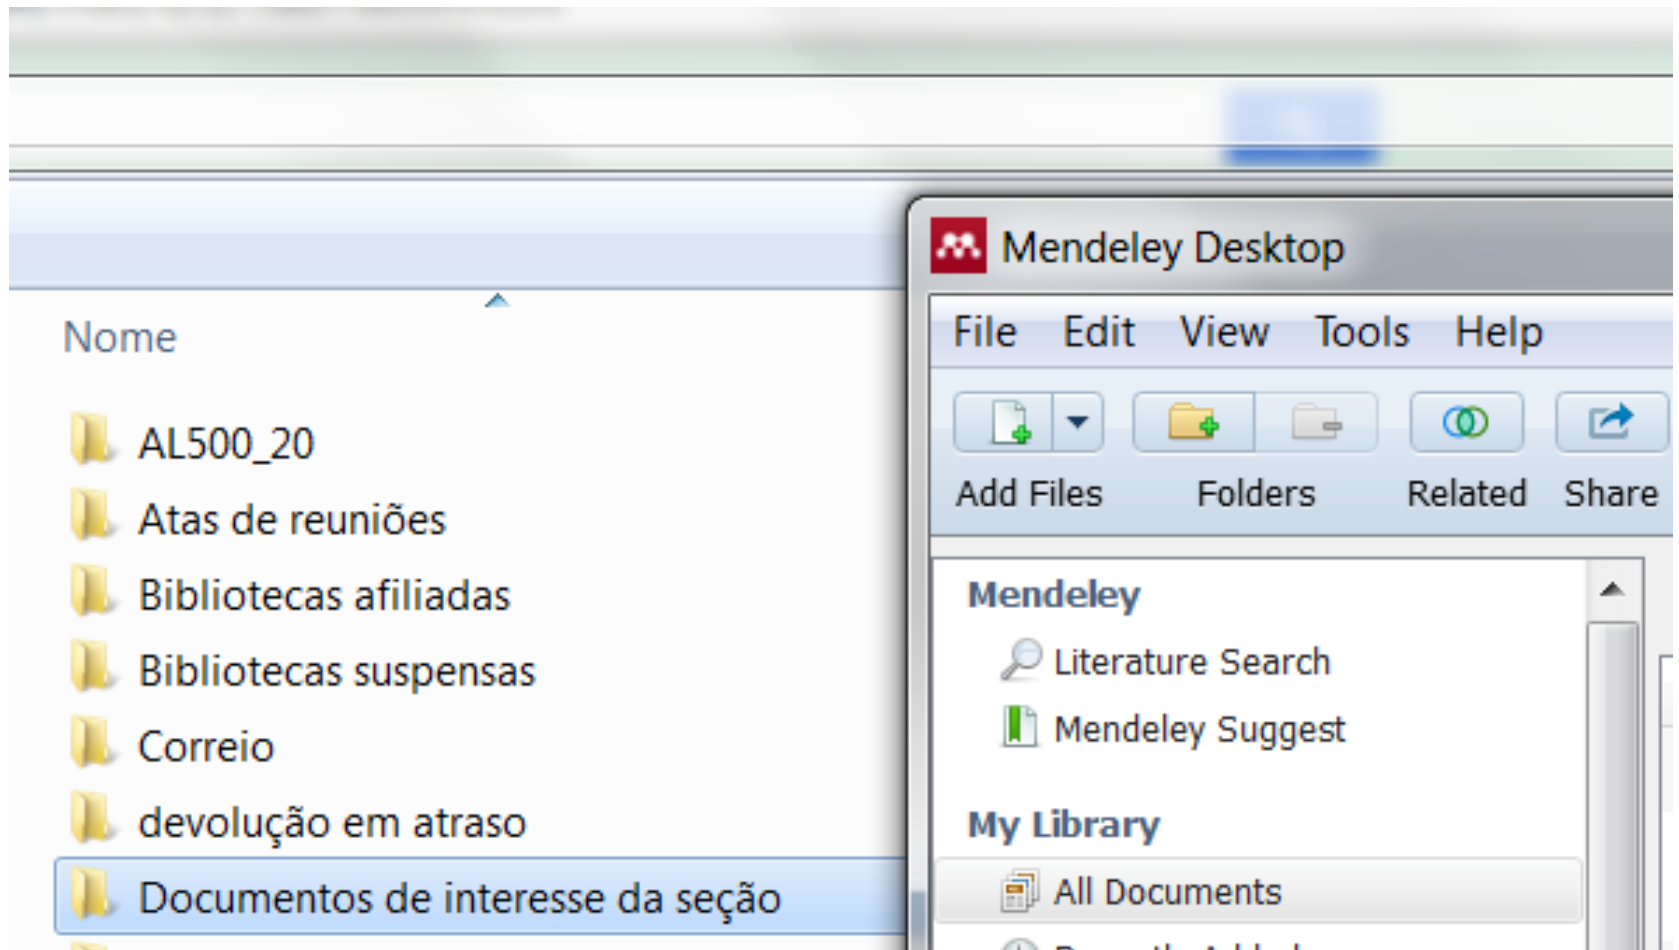 Nome
AL500_20
Atas de reuniões
Bibliotecas afiliadas
Bibliotecas suspensas
Correio
devolução em atraso
Documentos de interesse da seção
Mendeley Desktop
File Edit View Tools Help
Add Files Folders Related Share
Mendeley
Literature Search
Mendeley Suggest
My Library
All Documents